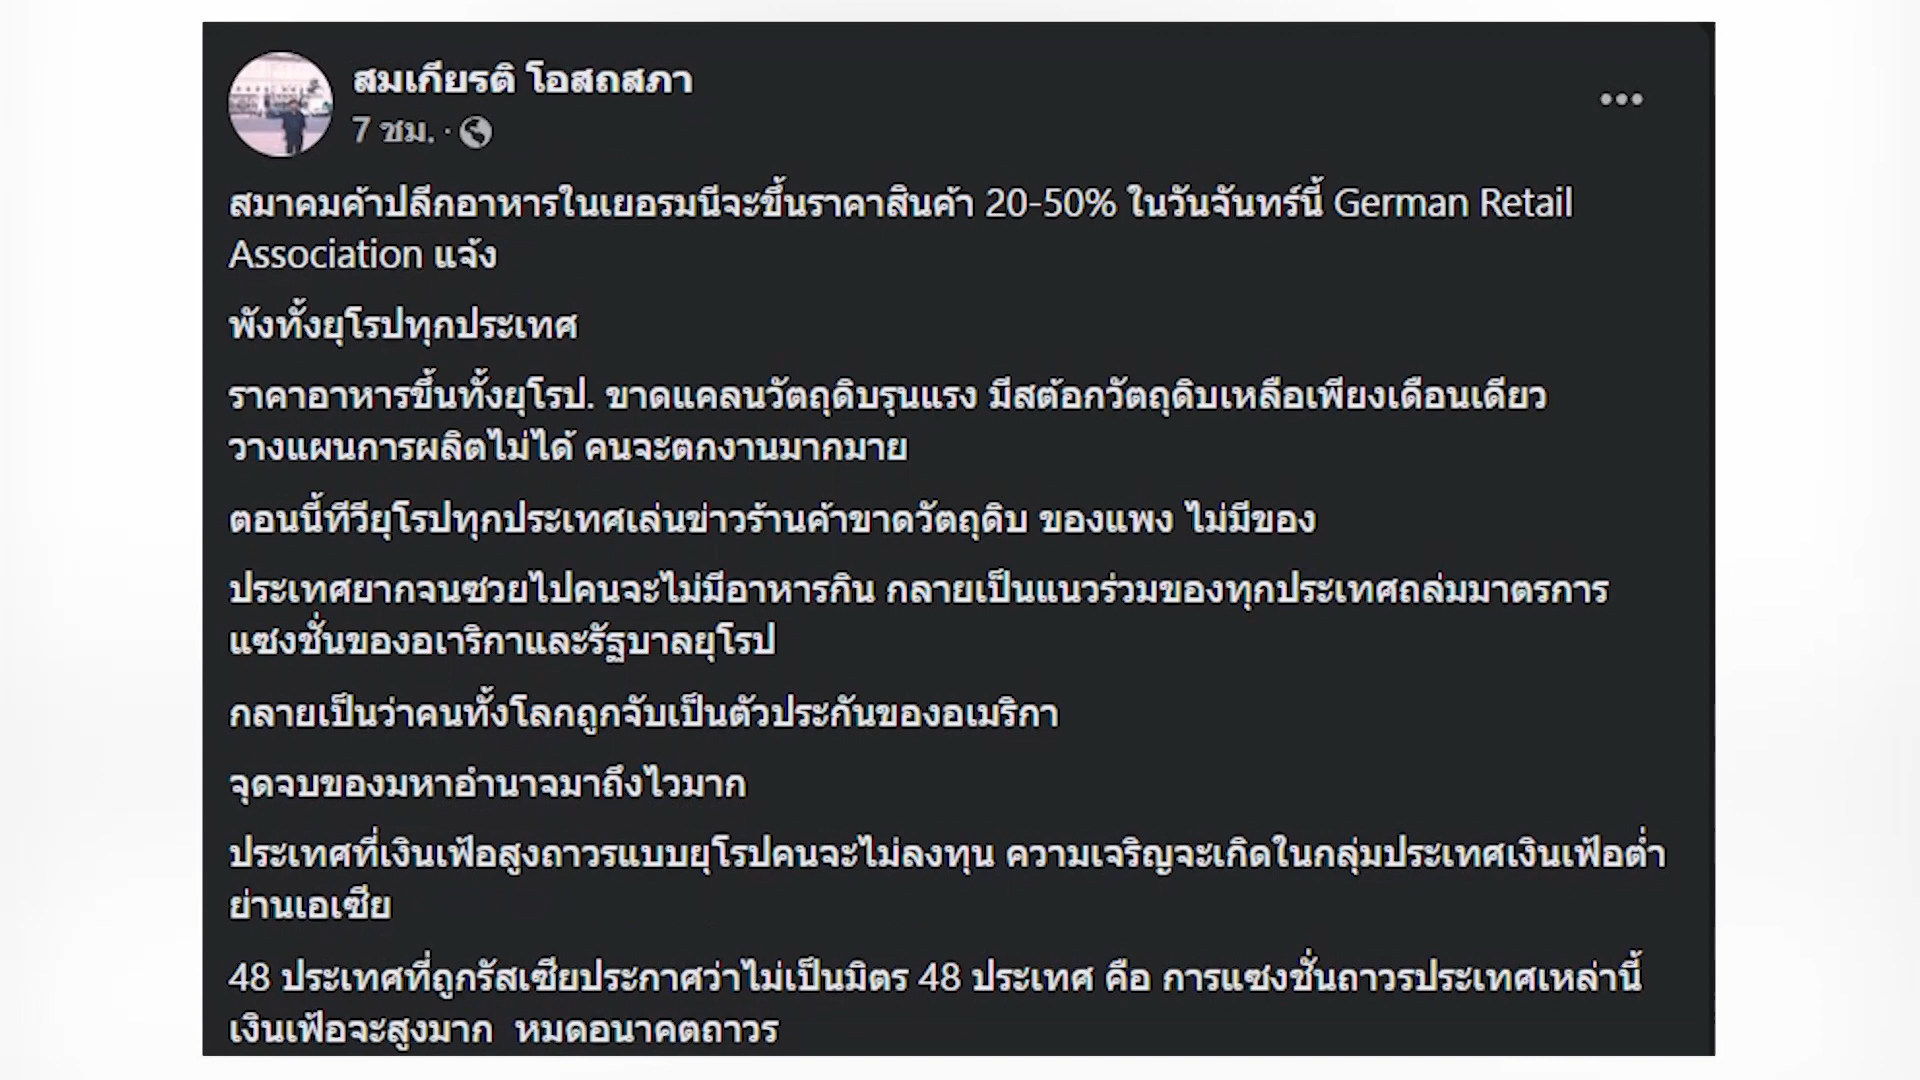 สมเกียรติ โอสถสภา
7 ชม. ·
สมาคมค้าปลีกอาหารในเยอรมนีจะขึ้นราคาสินค้า 20-50% ในวันจันทร์นี้ German Retail
Association แจ้ง
พังทั้งยุโรปทุกประเทศ
ราคาอาหารขึ้นทั้งยุโรป. ขาดแคลนวัตถุดิบรุนแรง มีสต้อกวัตถุดิบเหลือเพียงเดือนเดียว
วางแผนการผลิตไม่ได้ คนจะตกงานมากมาย
ตอนนี้ทีวียุโรปทุกประเทศเล่นข่าวร้านค้าขาดวัตถุดิบ ของแพง ไม่มีของ
ประเทศยากจนซวยไปคนจะไม่มีอาหารกิน กลายเป็นแนวร่วมของทุกประเทศถล่มมาตรการ
แซงชั่นของอเาริกาและรัฐบาลยุโรป
กลายเป็นว่าคนทั้งโลกถูกจับเป็นตัวประกันของอเมริกา
จุดจบของมหาอำนาจมาถึงไวมาก
ประเทศที่เงินเฟ้อสูงถาวรแบบยุโรปคนจะไม่ลงทุน ความเจริญจะเกิดในกลุ่มประเทศเงินเฟ้อต่ำ
ย่านเอเซีย
48 ประเทศที่ถูกรัสเซียประกาศว่าไม่เป็นมิตร 48 ประเทศ คือ การแซงชั่นถาวรประเทศเหล่านี้
เงินเฟ้อจะสูงมาก หมดอนาคตถาวร